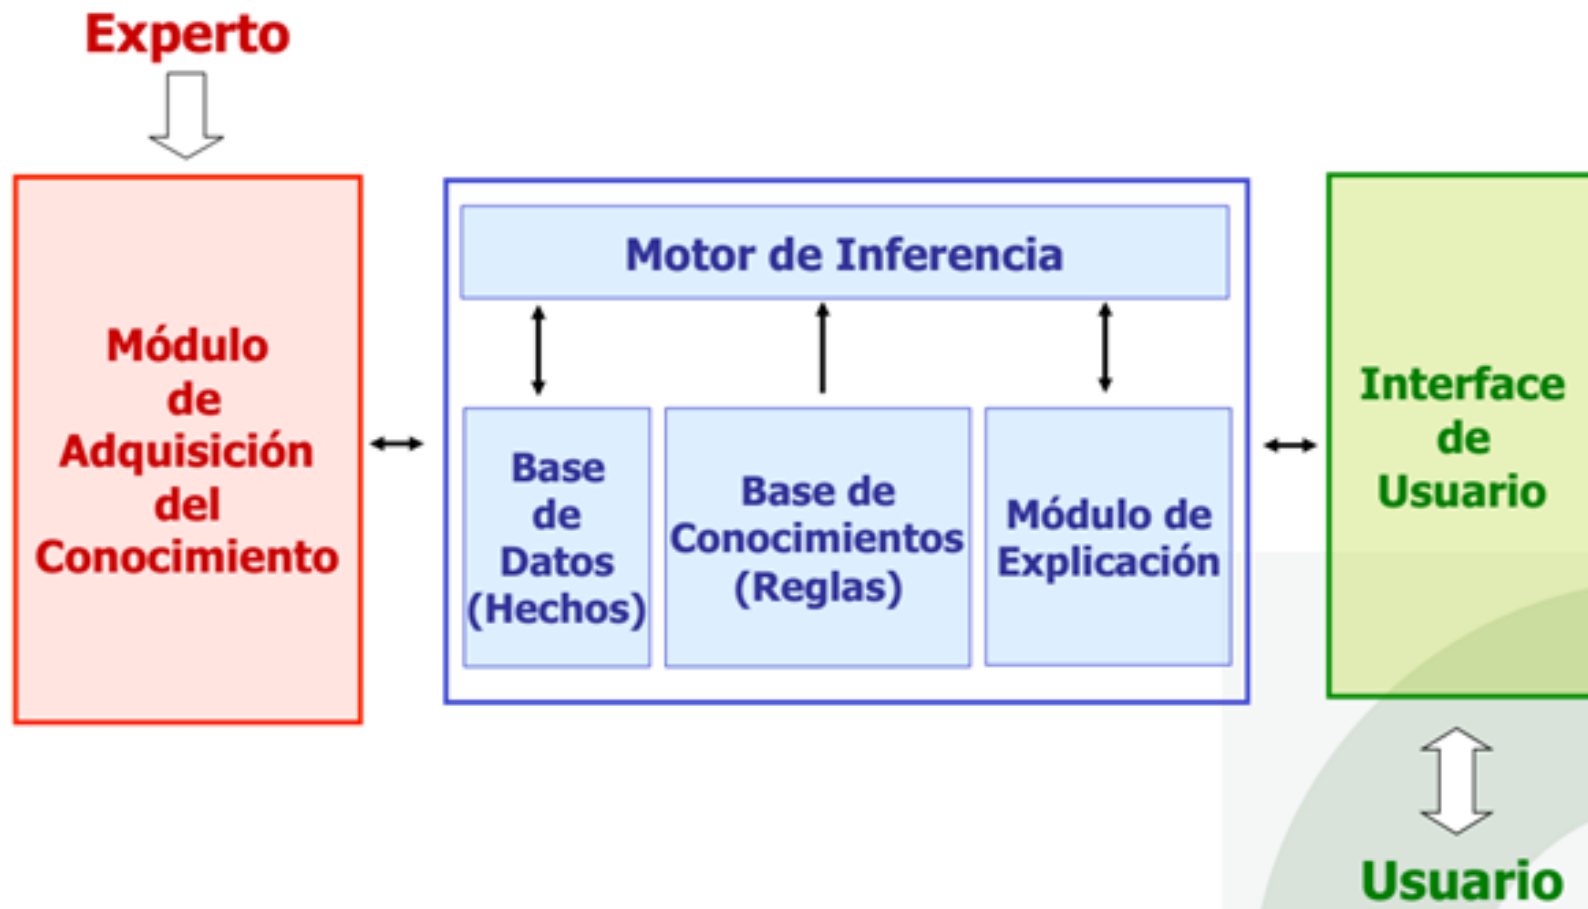 Experto
Módulo
de
Adquisición
del
Conocimiento
Motor de Inferencia
Base
de
Datos
(Hechos)
Base de
Conocimientos
(Reglas)
Módulo de
Explicación
Interface
de
Usuario
Usuario